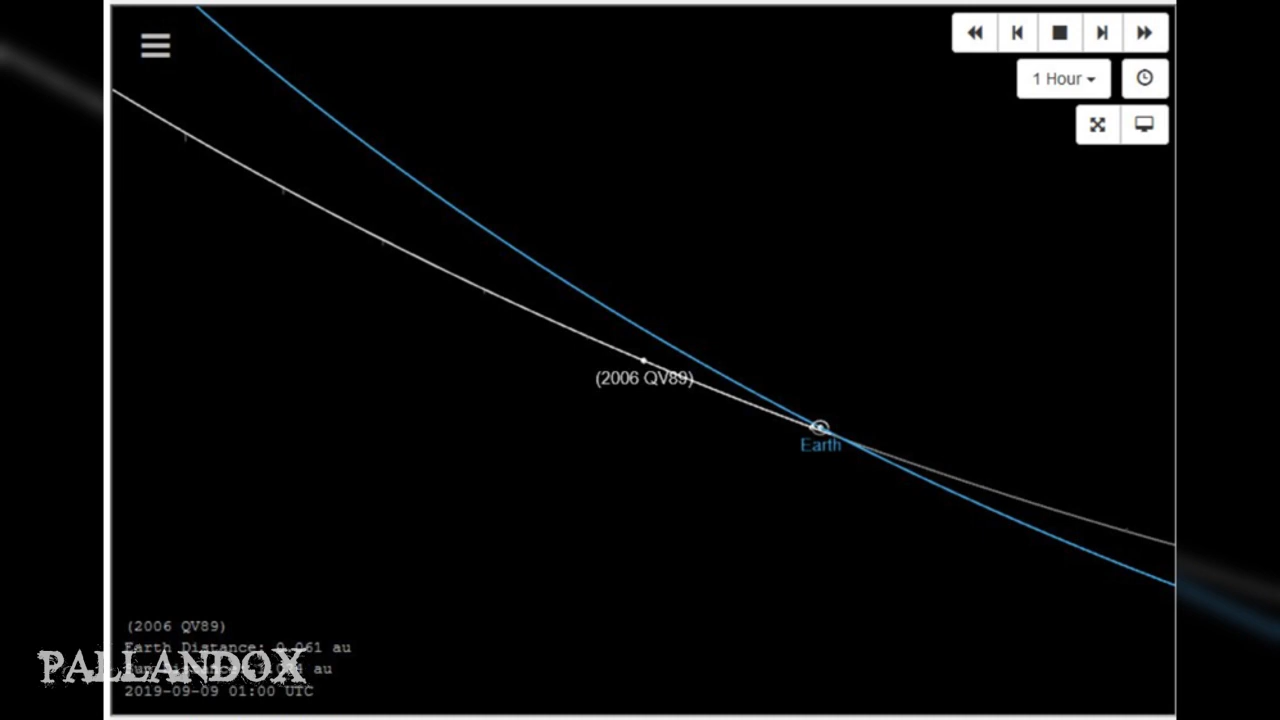 1 Hour
(2006 QV89)
Earth
(2006 QV89)
Earth Distance: 0.061 au
au
2019-09-09 01:00 UTC
PALLANDOX